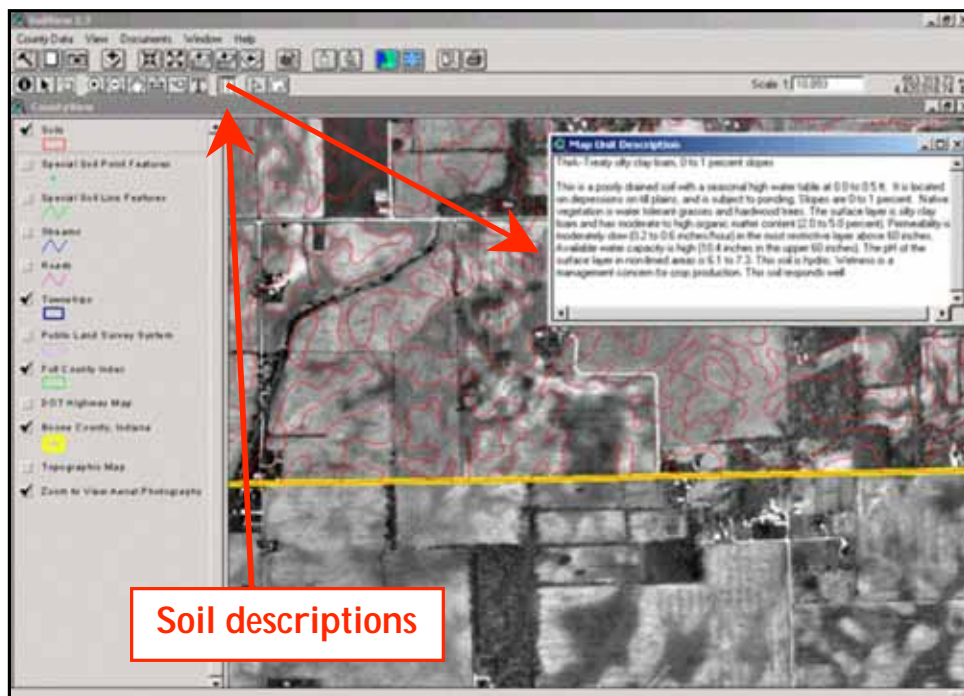 SoilView 2.7
County Data View Documents Window Help
Scale 1:
CountyView
Soils
Special Soil Point Features
Special Soil Line Features
Streams
Roads
Townships
Public Land Survey System
Full County Index
DOT Highway Map
Boone County, Indiana
Topographic Map
Zoom to View Aerial Photography
Map Unit Description
silty clay loam, 0 to 1 percent slopes
This is a poorly drained soil with a seasonal high water table at 0.0 to 0.5 ft. It is located
on depressions on till plains, and is subject to ponding. Slopes are 0 to 1 percent. Native
vegetation is water tolerant grasses and hardwood trees. The surface layer is silty clay
loam and has moderate to high organic matter content (2.0 to 5.0 percent). Permeability is
moderately slow (0.2 to 0.6 inches/hour) in the most restrictive layer above 60 inches.
Available water capacity is high (10.4 inches in the upper 60 inches). The pH of the
surface layer in non-limed areas is 6.1 to 7.3. This soil is hydric. Wetness is a
management concern for crop production. This soil responds well
Soil descriptions